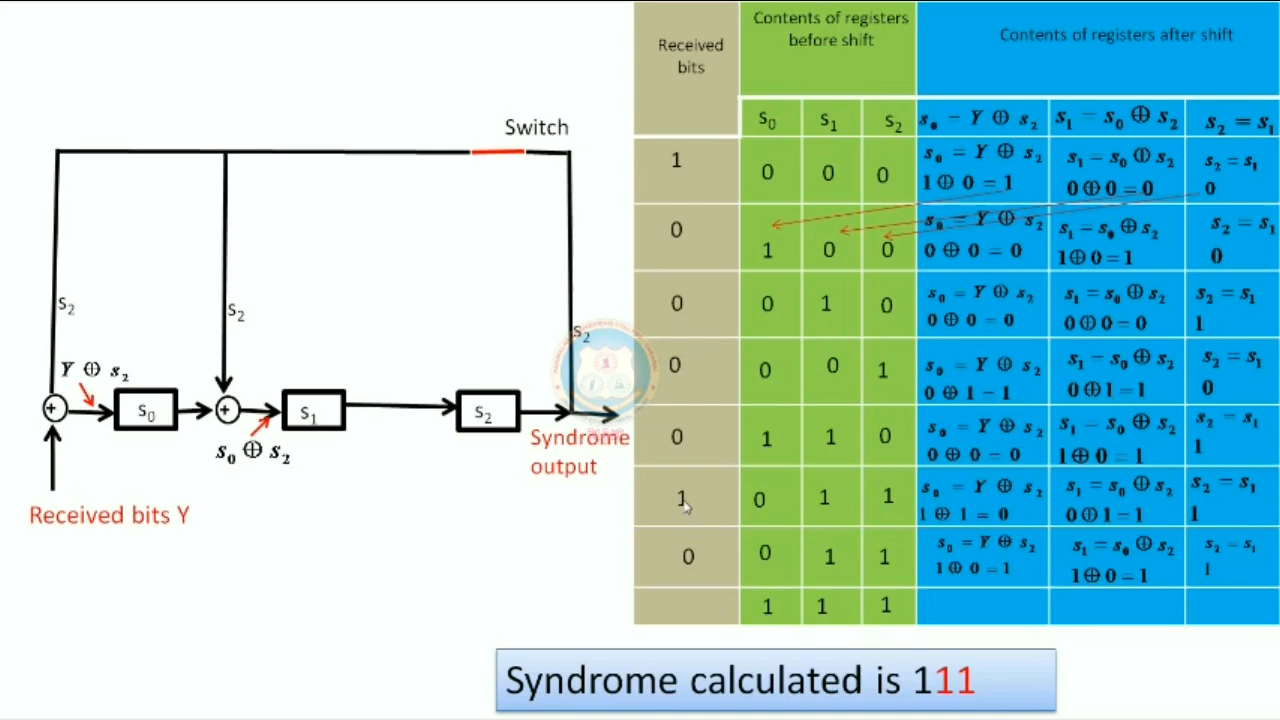 Switch
s₂
s₂
s₂
Y ⊕ s₂
s₀
s₁
s₂
s₀ ⊕ s₂
Syndrome
output
Received bits Y
Received
bits
Contents of registers
before shift
Contents of registers after shift
s₀ s₁ s₂ s₀ = Y ⊕ s₂ s₁ = s₀ ⊕ s₂ s₂ = s₁
1 0 0 0 s₀ = Y ⊕ s₂ s₁ = s₀ ⊕ s₂ s₂ = s₁
1 ⊕ 0 = 1 0 ⊕ 0 = 0 0
0 1 0 0 s₀ = Y ⊕ s₂ s₁ = s₀ ⊕ s₂ s₂ = s₁
0 ⊕ 0 = 0 1 ⊕ 0 = 1 0
0 0 1 0 s₀ = Y ⊕ s₂ s₁ = s₀ ⊕ s₂ s₂ = s₁
0 ⊕ 0 = 0 0 ⊕ 0 = 0 1
0 0 0 1 s₀ = Y ⊕ s₂ s₁ = s₀ ⊕ s₂ s₂ = s₁
0 ⊕ 1 = 1 0 ⊕ 1 = 1 0
0 1 1 0 s₀ = Y ⊕ s₂ s₁ = s₀ ⊕ s₂ s₂ = s₁
0 ⊕ 0 = 0 1 ⊕ 0 = 1 1
1 0 1 1 s₀ = Y ⊕ s₂ s₁ = s₀ ⊕ s₂ s₂ = s₁
1 ⊕ 1 = 0 0 ⊕ 1 = 1 1
0 0 1 1 s₀ = Y ⊕ s₂ s₁ = s₀ ⊕ s₂ s₂ = s₁
1 ⊕ 0 = 1 1 ⊕ 0 = 1 1
1 1 1
Syndrome calculated is 111